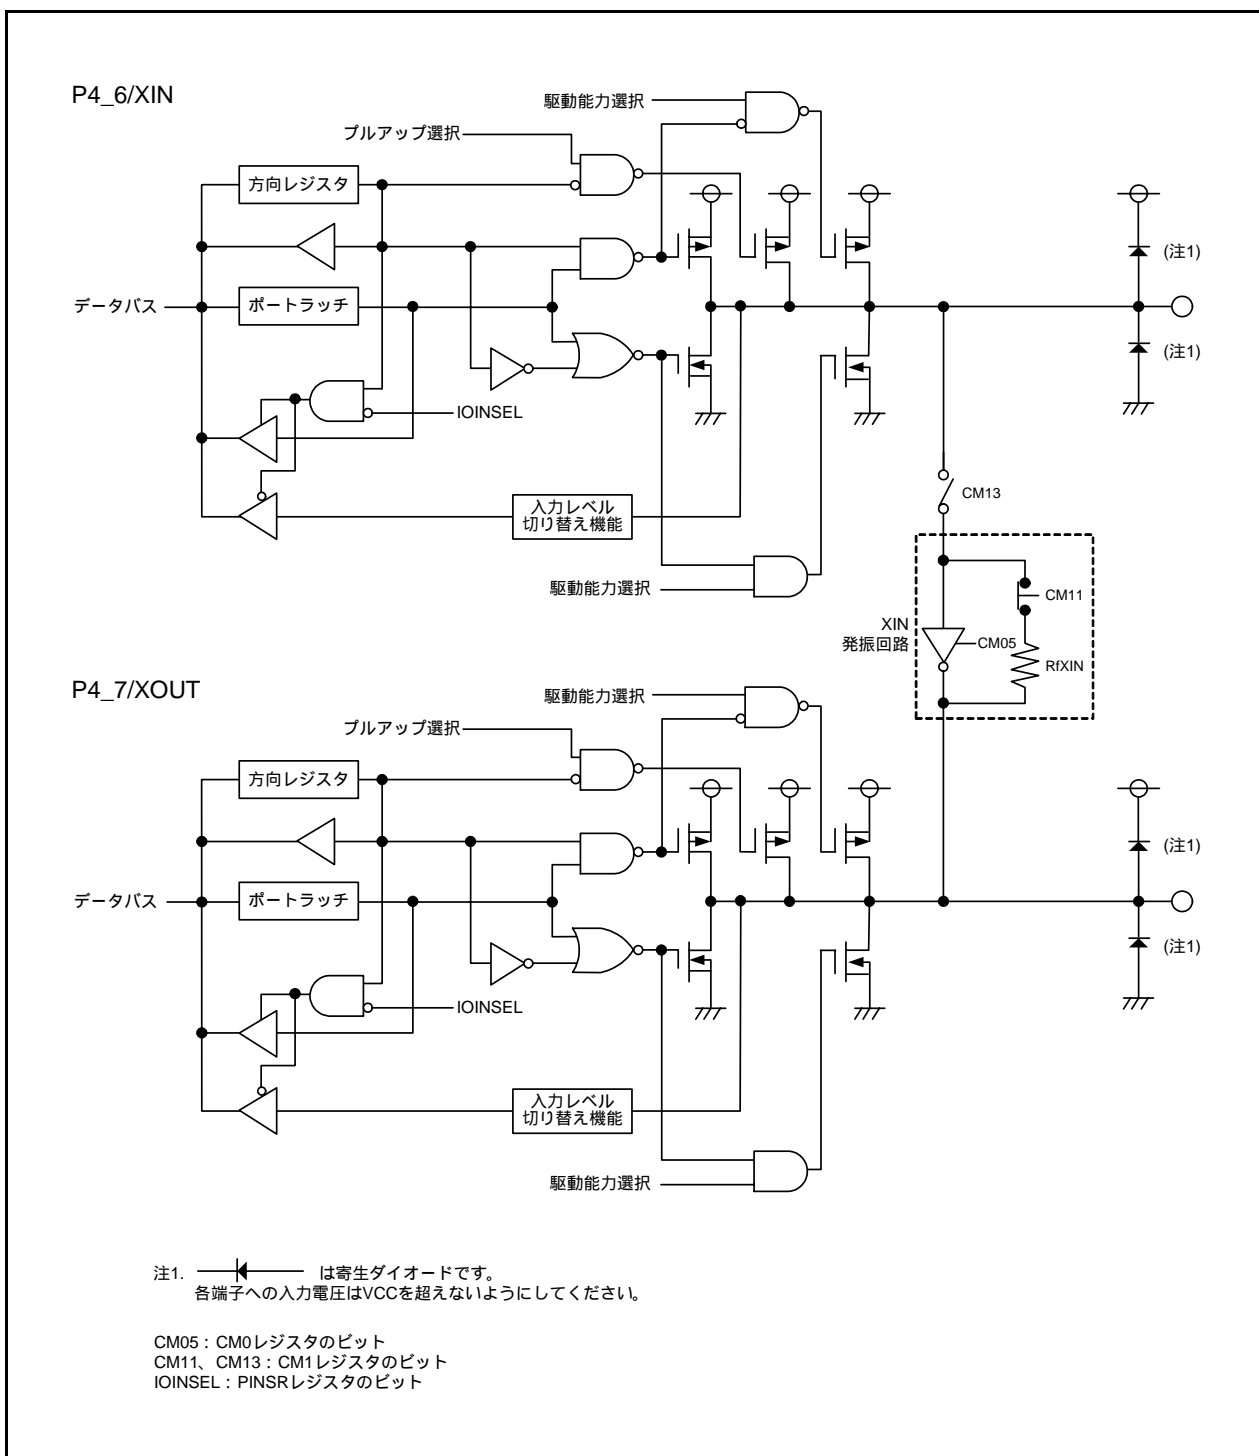 P4_6/XIN
駆動能力選択
プルアップ選択
方向レジスタ
(注1)
データバス
ポートラッチ
(注1)
IOINSEL
CM13
入力レベル
切り替え機能
駆動能力選択
CM11
XIN
発振回路
CM05
RfXIN
P4_7/XOUT
駆動能力選択
プルアップ選択
方向レジスタ
(注1)
データバス
ポートラッチ
(注1)
IOINSEL
入力レベル
切り替え機能
駆動能力選択
注1. は寄生ダイオードです。
各端子への入力電圧はVCCを超えないようにしてください。
CM05：CM0レジスタのビット
CM11、CM13：CM1レジスタのビット
IOINSEL：PINSRレジスタのビット